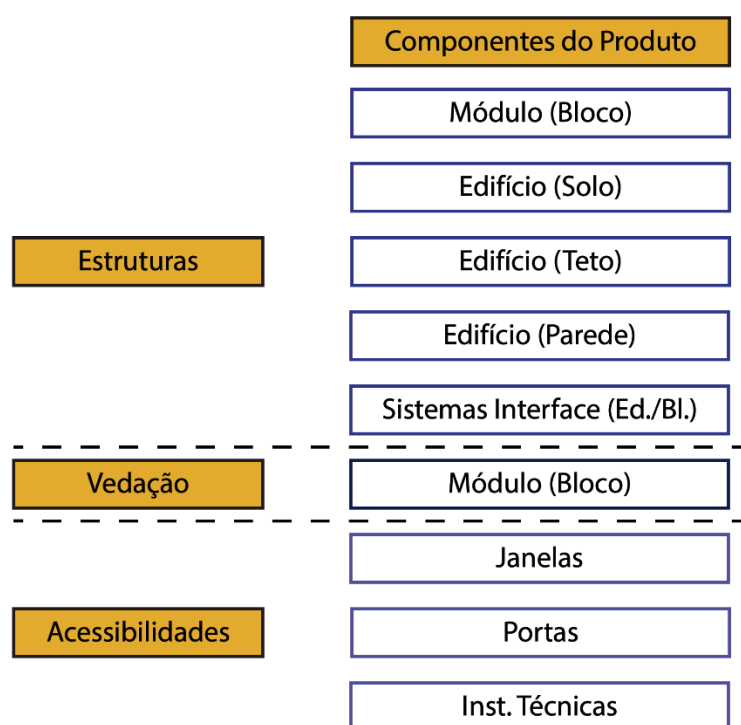 Componentes do Produto
Módulo (Bloco)
Edifício (Solo)
Estruturas
Edifício (Teto)
Edifício (Parede)
Sistemas Interface (Ed./Bl.)
Vedação
Módulo (Bloco)
Janelas
Acessibilidades
Portas
Inst. Técnicas